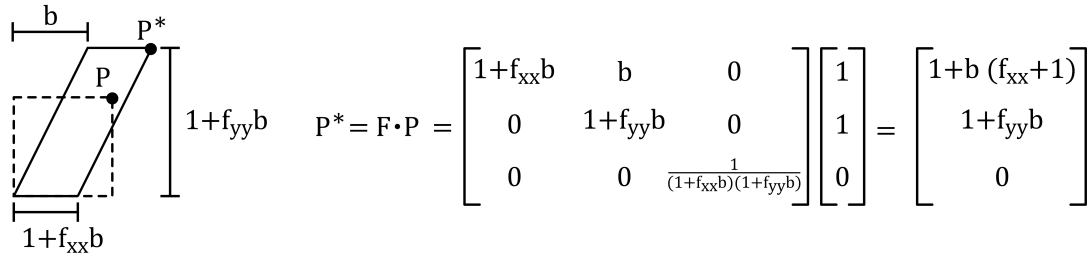 b
P*
P
1+fyyb
1+fxxb
P* = F·P =
1+fxxb b 0
0 1+fyyb 0
0 0 1/(1+fxxb)(1+fyyb)
1
1
0
=
1+b (fxx+1)
1+fyyb
0